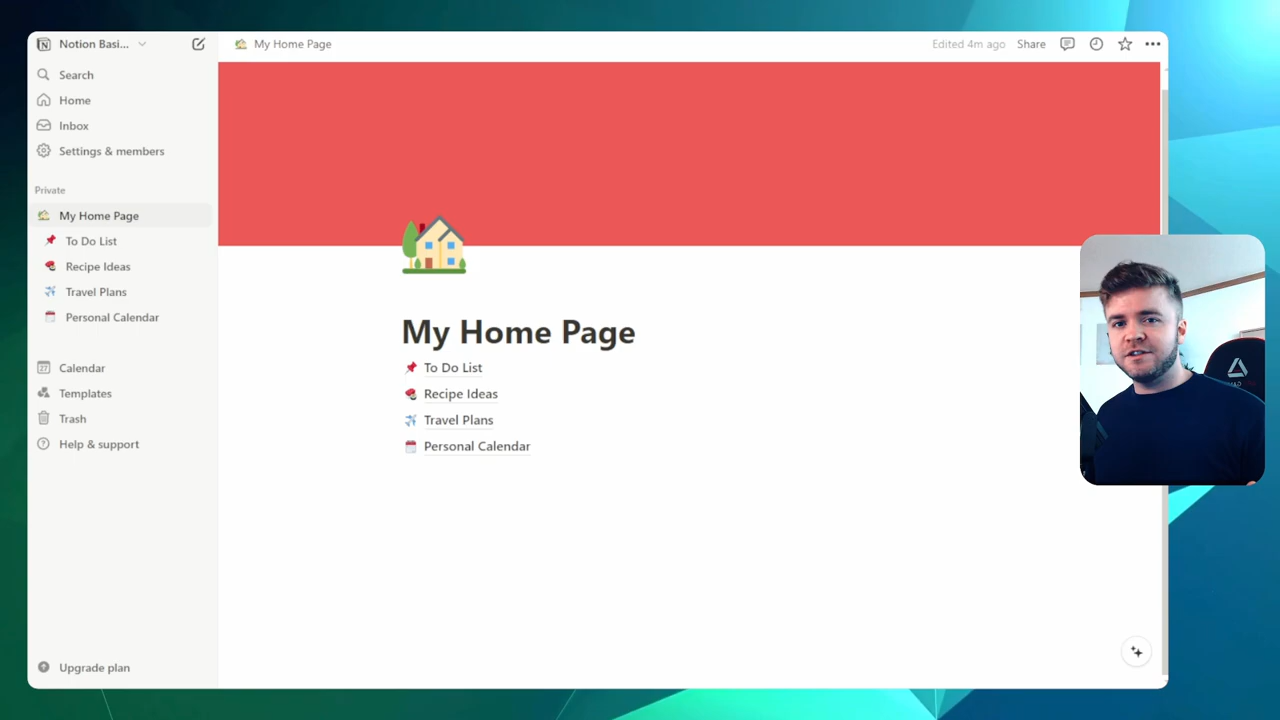 Notion Basi...
Search
Home
Inbox
Settings & members
Private
My Home Page
To Do List
Recipe Ideas
Travel Plans
Personal Calendar
Calendar
Templates
Trash
Help & support
Upgrade plan
My Home Page
Edited 4m ago
Share
My Home Page
To Do List
Recipe Ideas
Travel Plans
Personal Calendar